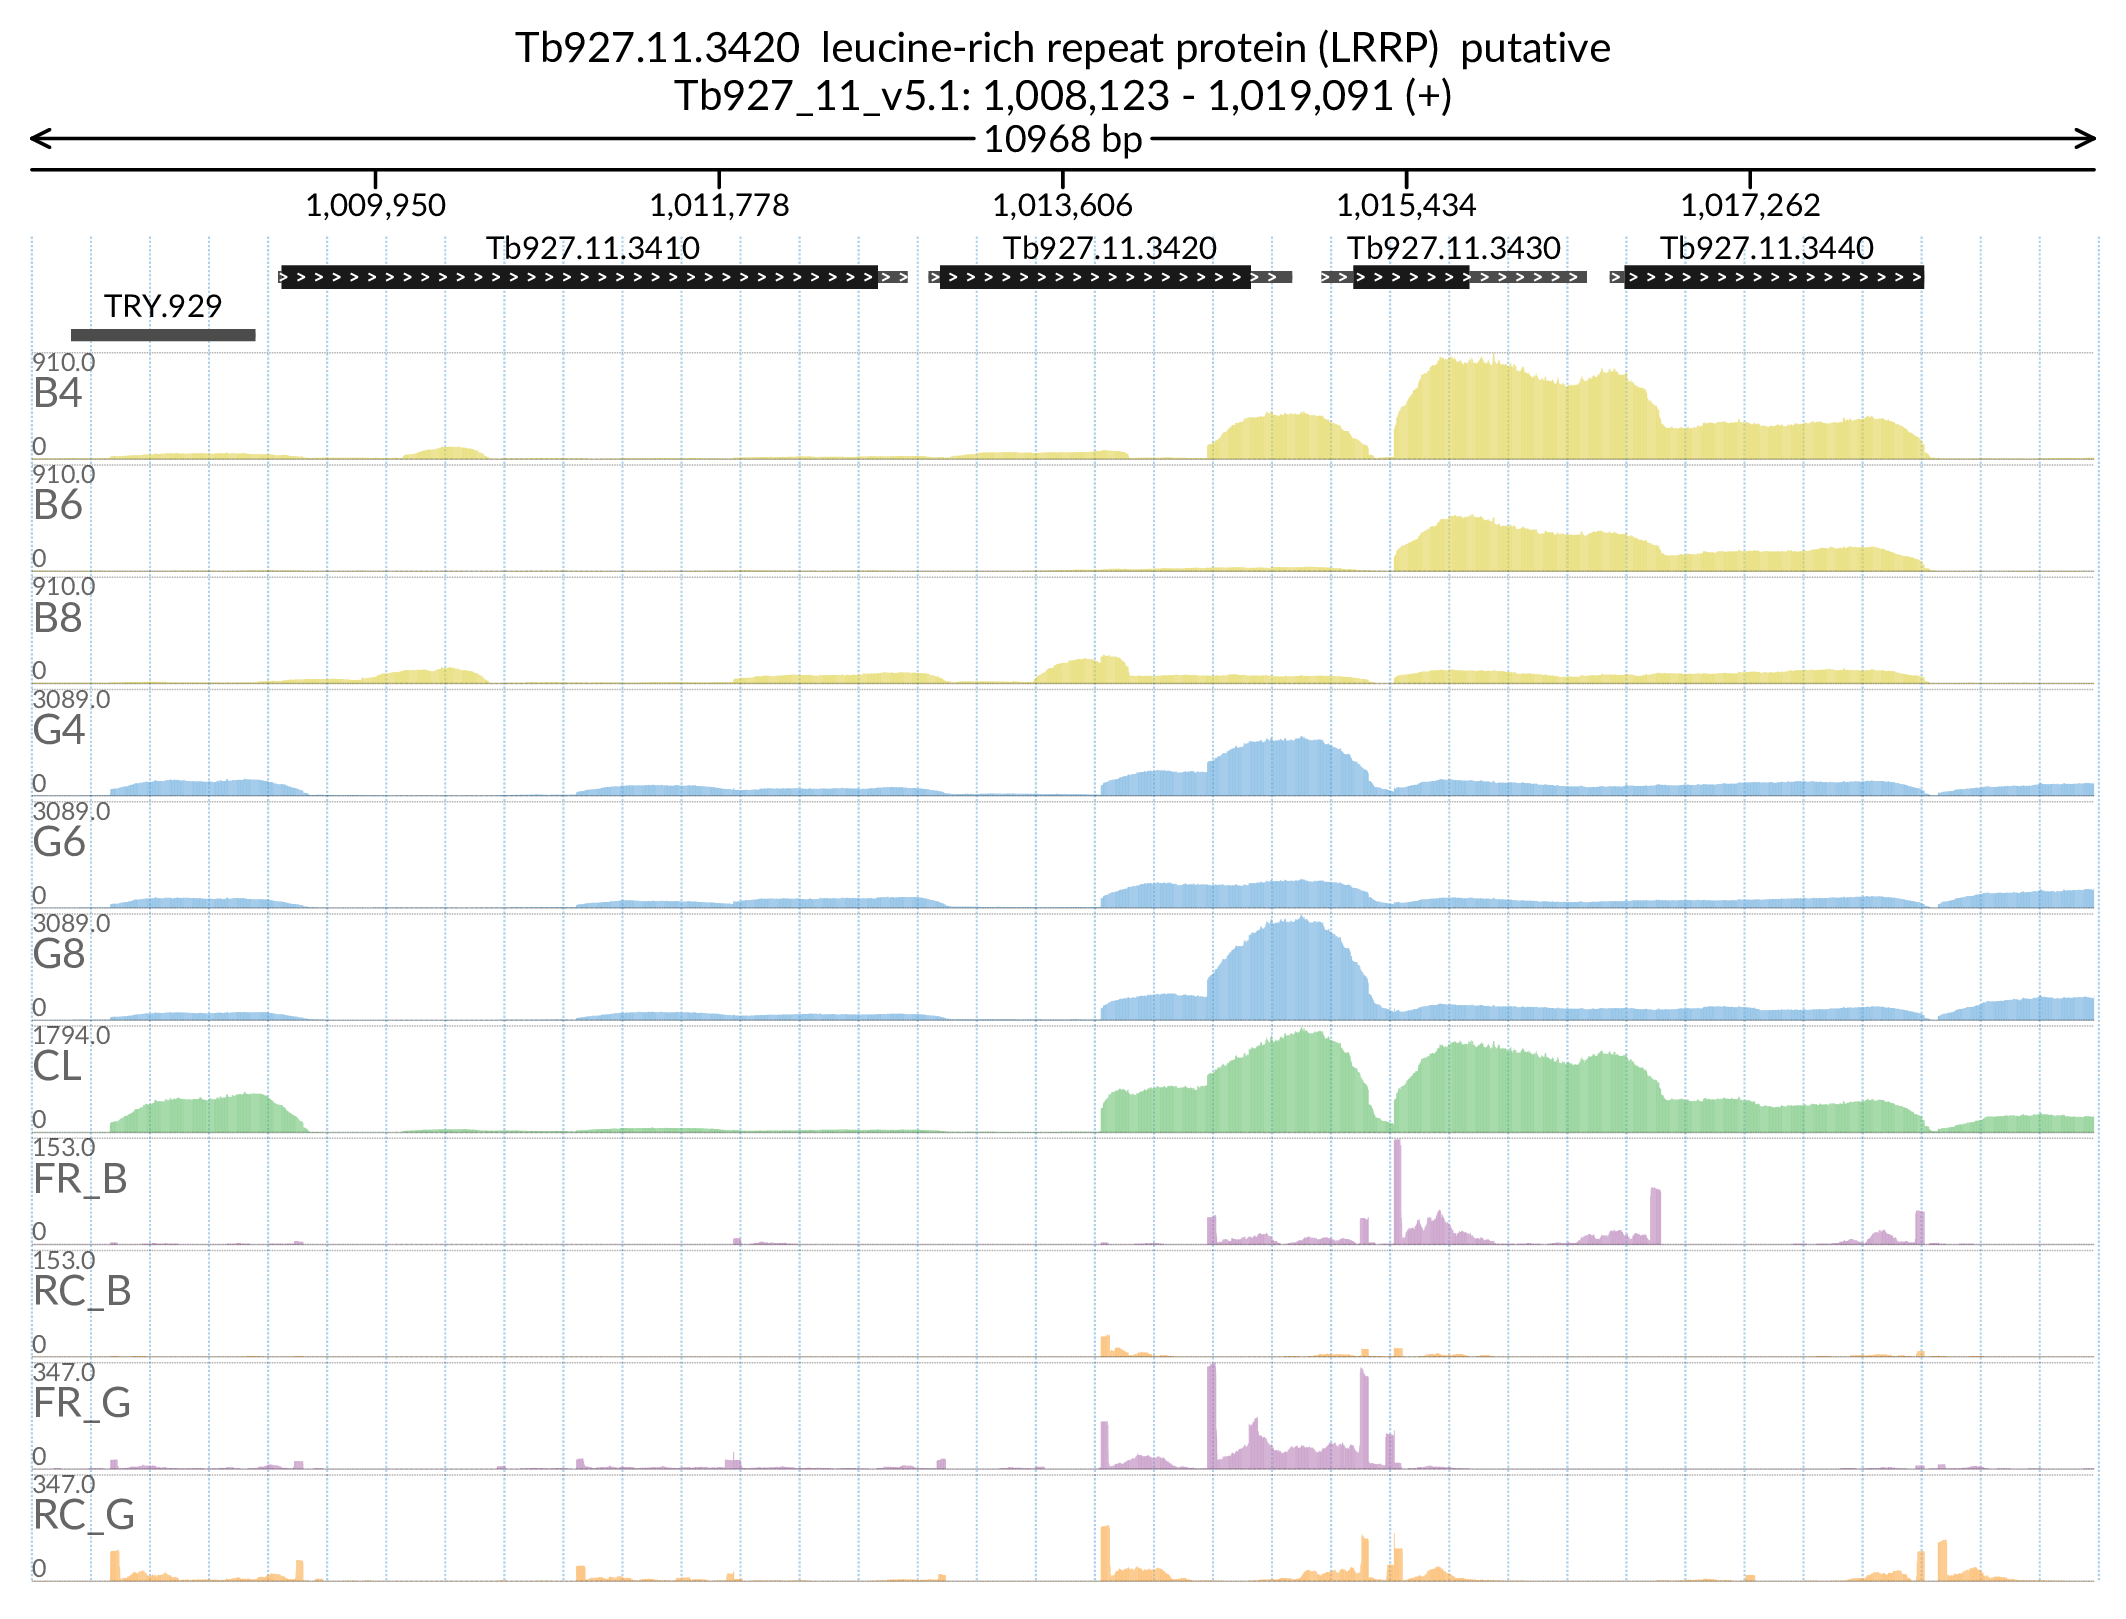 Tb927.11.3420 leucine-rich repeat protein (LRRP) putative
Tb927_11_v5.1: 1,008,123 - 1,019,091 (+)
10968 bp
1,009,950 1,011,778 1,013,606 1,015,434 1,017,262
Tb927.11.3410 Tb927.11.3420 Tb927.11.3430 Tb927.11.3440
TRY.929
910.0
B4
0
910.0
B6
0
910.0
B8
0
3089.0
G4
0
3089.0
G6
0
3089.0
G8
0
1794.0
CL
0
153.0
FR_B
0
153.0
RC_B
0
347.0
FR_G
0
347.0
RC_G
0